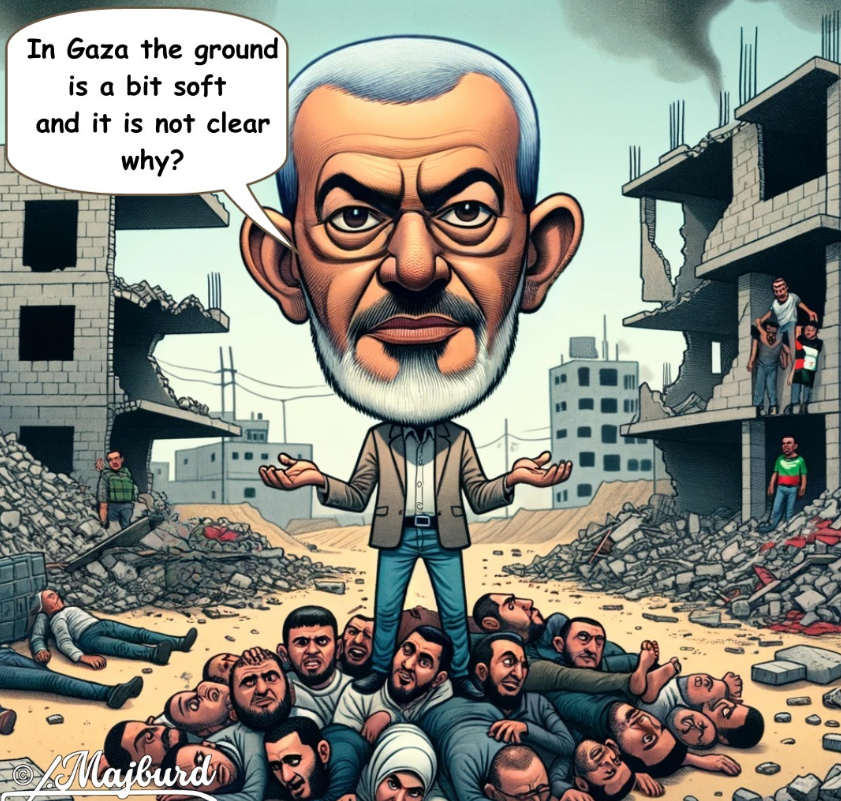 In Gaza the ground
is a bit soft
and it is not clear
why?
© /.Majburd